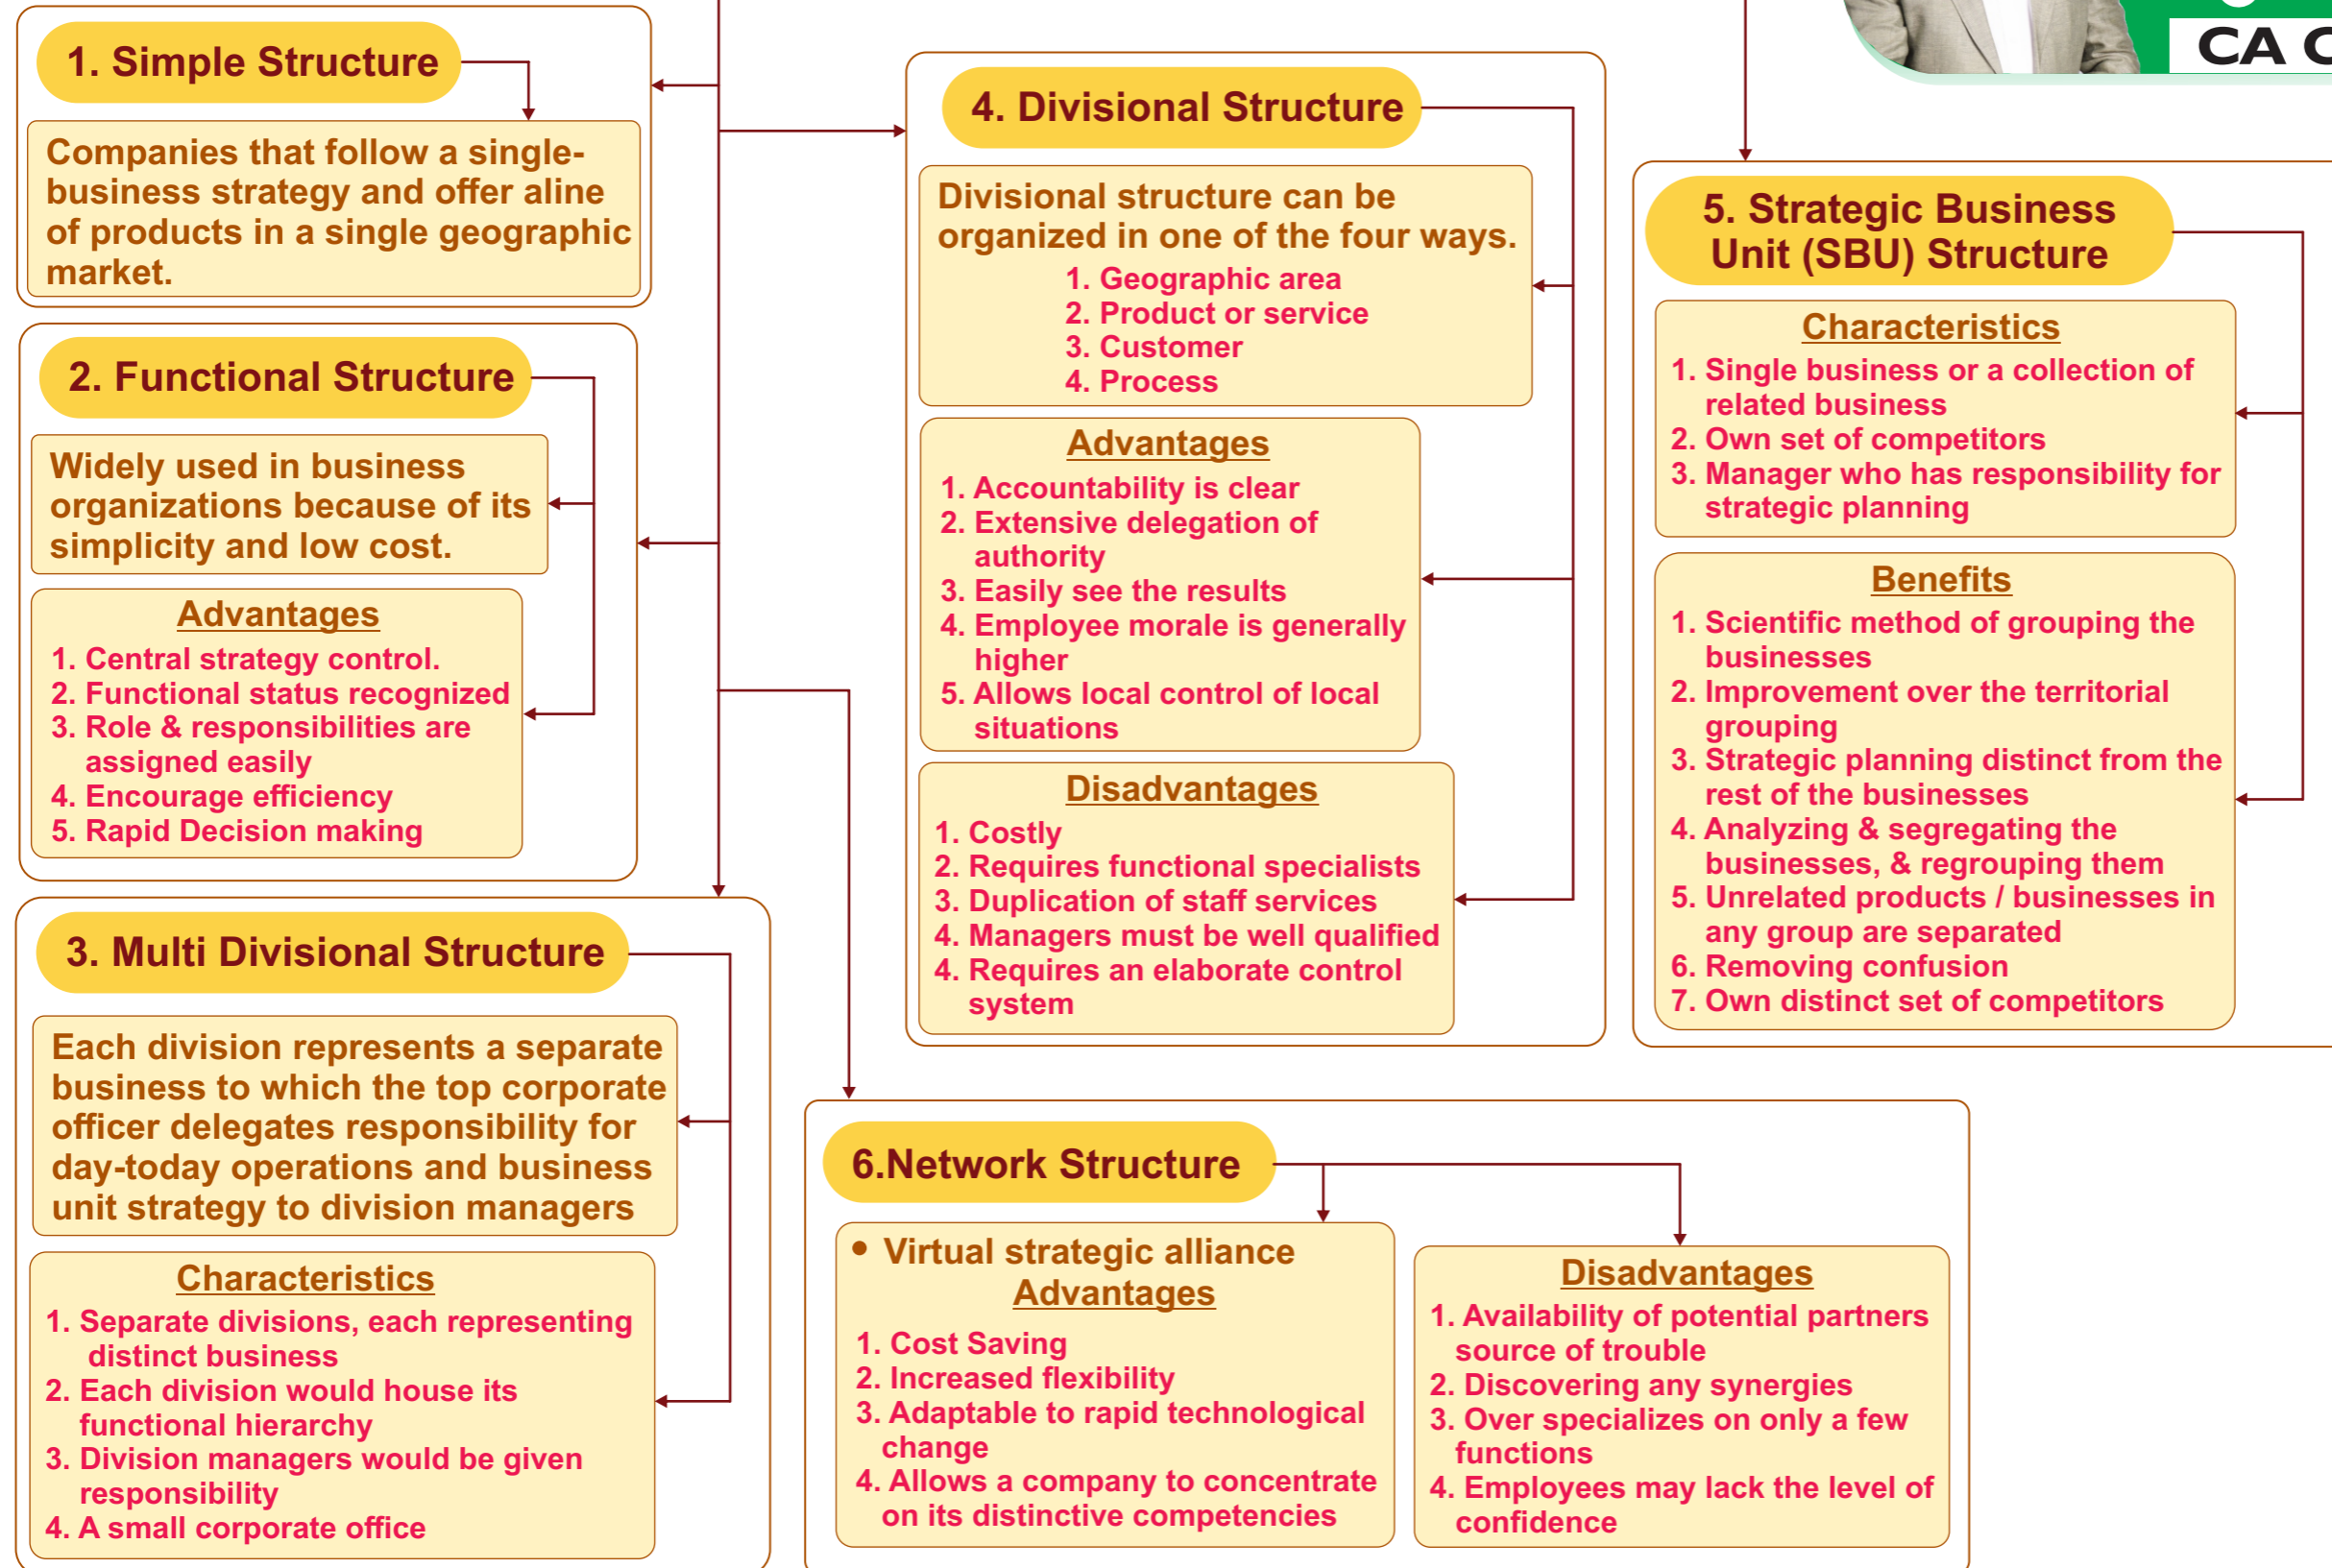 CA
1. Simple Structure
Companies that follow a single-
business strategy and offer aline
of products in a single geographic
market.
2. Functional Structure
Widely used in business
organizations because of its
simplicity and low cost.
Advantages
1. Central strategy control.
2. Functional status recognized
3. Role & responsibilities are
assigned easily
4. Encourage efficiency
5. Rapid Decision making
3. Multi Divisional Structure
Each division represents a separate
business to which the top corporate
officer delegates responsibility for
day-today operations and business
unit strategy to division managers
Characteristics
1. Separate divisions, each representing
distinct business
2. Each division would house its
functional hierarchy
3. Division managers would be given
responsibility
4. A small corporate office
4. Divisional Structure
Divisional structure can be
organized in one of the four ways.
1. Geographic area
2. Product or service
3. Customer
4. Process
Advantages
1. Accountability is clear
2. Extensive delegation of
authority
3. Easily see the results
4. Employee morale is generally
higher
5. Allows local control of local
situations
Disadvantages
1. Costly
2. Requires functional specialists
3. Duplication of staff services
4. Managers must be well qualified
4. Requires an elaborate control
system
5. Strategic Business
Unit (SBU) Structure
Characteristics
1. Single business or a collection of
related business
2. Own set of competitors
3. Manager who has responsibility for
strategic planning
Benefits
1. Scientific method of grouping the
businesses
2. Improvement over the territorial
grouping
3. Strategic planning distinct from the
rest of the businesses
4. Analyzing & segregating the
businesses, & regrouping them
5. Unrelated products / businesses in
any group are separated
6. Removing confusion
7. Own distinct set of competitors
6.Network Structure
• Virtual strategic alliance
Advantages
1. Cost Saving
2. Increased flexibility
3. Adaptable to rapid technological
change
4. Allows a company to concentrate
on its distinctive competencies
Disadvantages
1. Availability of potential partners
source of trouble
2. Discovering any synergies
3. Over specializes on only a few
functions
4. Employees may lack the level of
confidence